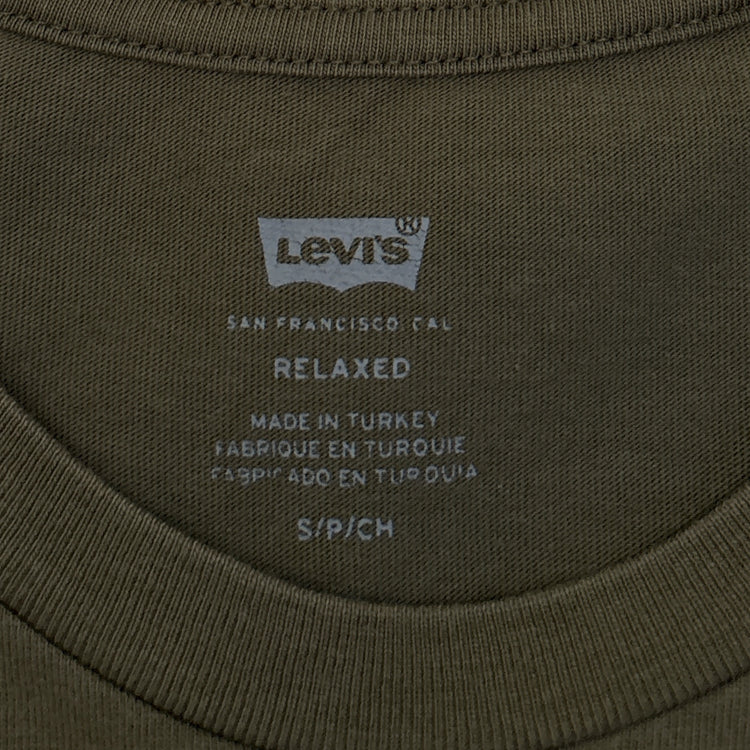 Levi's®
SAN FRANCISCO CAL
RELAXED
MADE IN TURKEY
FABRIQUE EN TURQUIE
FABRICADO EN TURQUIA
S/P/CH